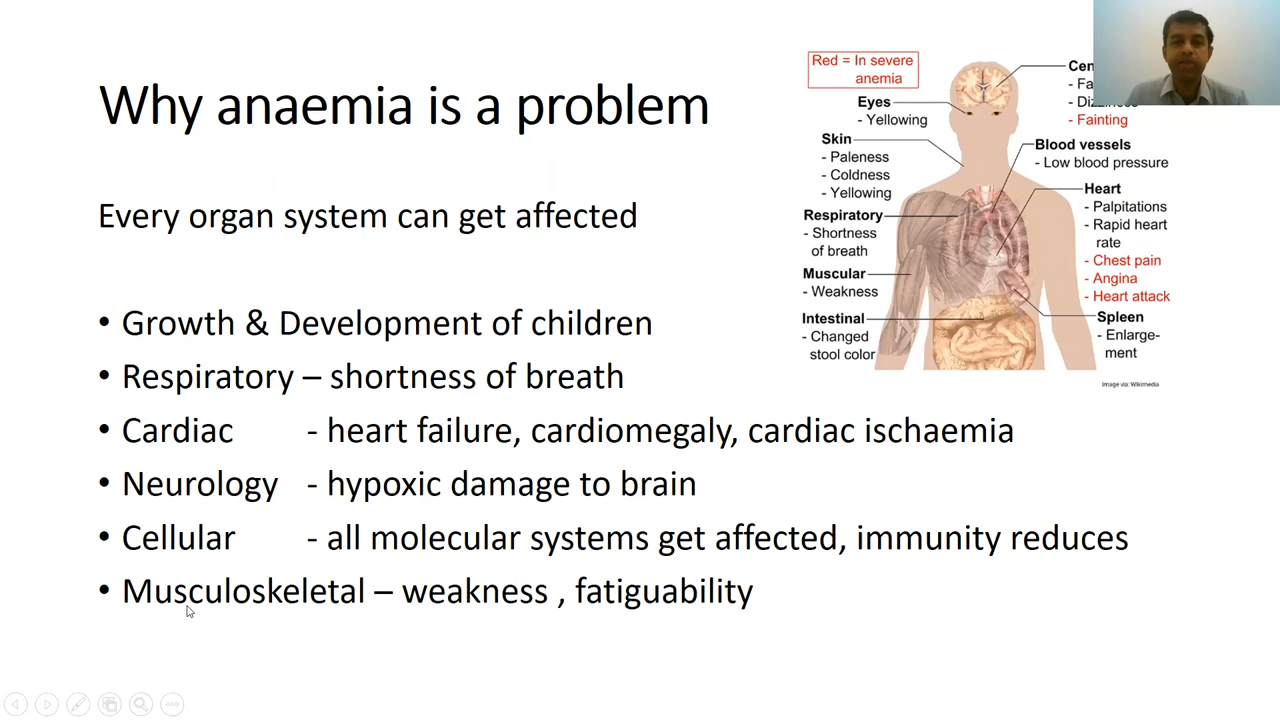 Why anaemia is a problem
Every organ system can get affected
• Growth & Development of children
• Respiratory – shortness of breath
• Cardiac - heart failure, cardiomegaly, cardiac ischaemia
• Neurology - hypoxic damage to brain
• Cellular - all molecular systems get affected, immunity reduces
• Musculoskeletal – weakness , fatiguability
Red = In severe
anemia
Eyes
- Yellowing
Skin
- Paleness
- Coldness
- Yellowing
Respiratory
- Shortness
of breath
Muscular
- Weakness
Intestinal
- Changed
stool color
- Fainting
Blood vessels
- Low blood pressure
Heart
- Palpitations
- Rapid heart
rate
- Chest pain
- Angina
- Heart attack
Spleen
- Enlarge-
ment
Image via: Wikimedia